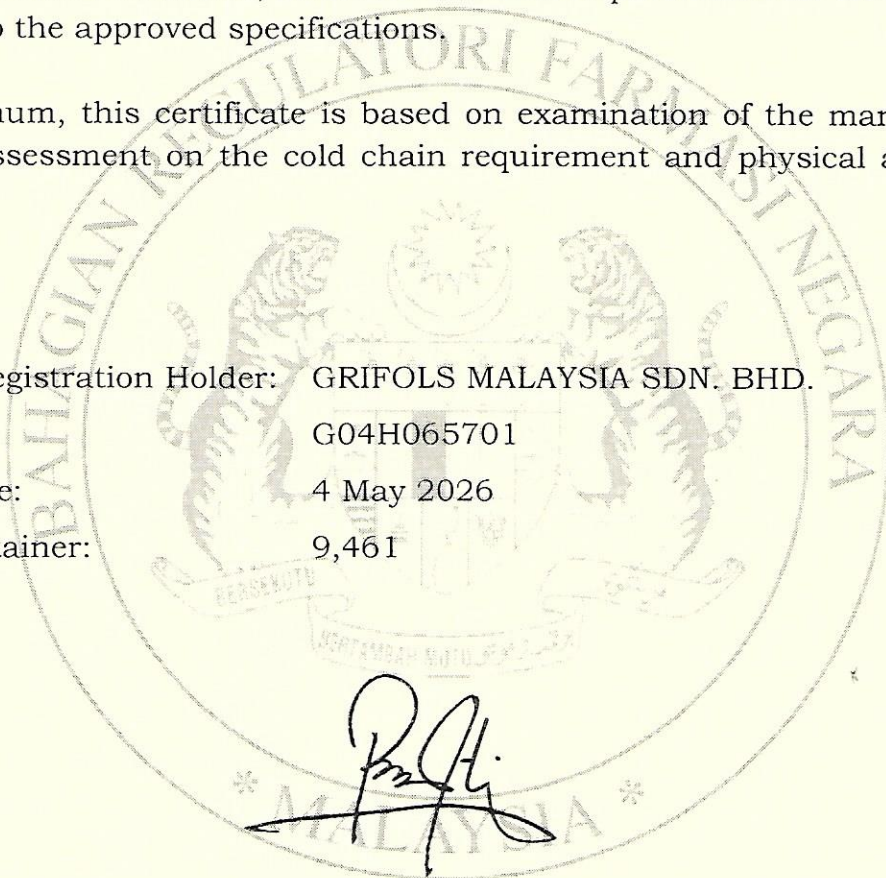 o the approved specifications.
num, this certificate is based on examination of the mar
ssessment on the cold chain requirement and physical a
egistration Holder: GRIFOLS MALAYSIA SDN. BHD.
G04H065701
e: 4 May 2026
ainer: 9,461
BAHAGIAN REGULATORI FARMASI NEGARA
BERSEKUTU
* MALAYSIA *